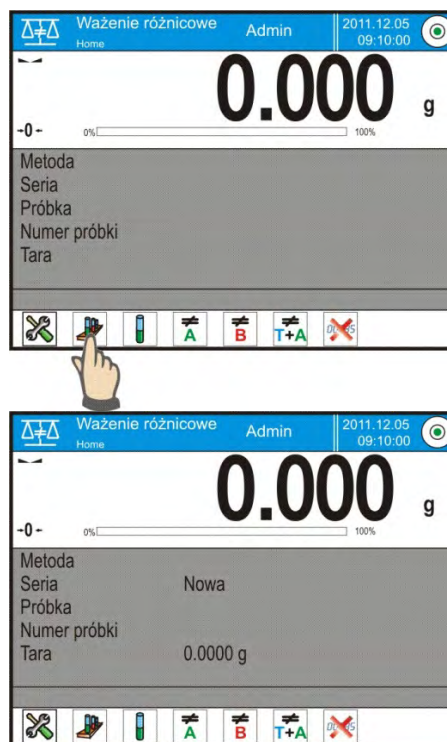 Ważenie różnicowe Admin 2011.12.05
Home 09:10:00
0.000 g
→0←
0% 100%
Metoda
Seria
Próbka
Numer próbki
Tara
≠ A ≠ B ≠ T+A
Ważenie różnicowe Admin 2011.12.05
Home 09:10:00
0.000 g
→0←
0% 100%
Metoda
Seria Nowa
Próbka
Numer próbki
Tara 0.0000 g
≠ A ≠ B ≠ T+A